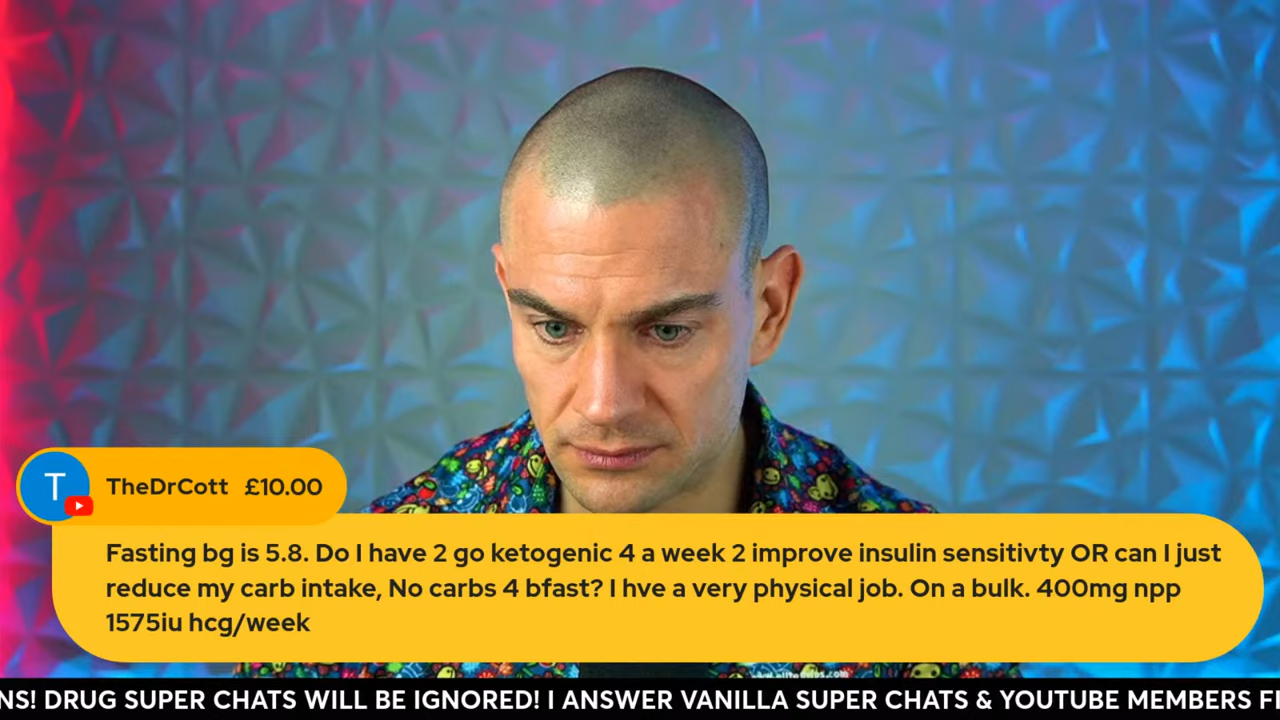 TheDrCott £10.00
Fasting bg is 5.8. Do I have 2 go ketogenic 4 a week 2 improve insulin sensitivty OR can I just
reduce my carb intake, No carbs 4 bfast? I hve a very physical job. On a bulk. 400mg npp
1575iu hcg/week
NS! DRUG SUPER CHATS WILL BE IGNORED! I ANSWER VANILLA SUPER CHATS & YOUTUBE MEMBERS FI